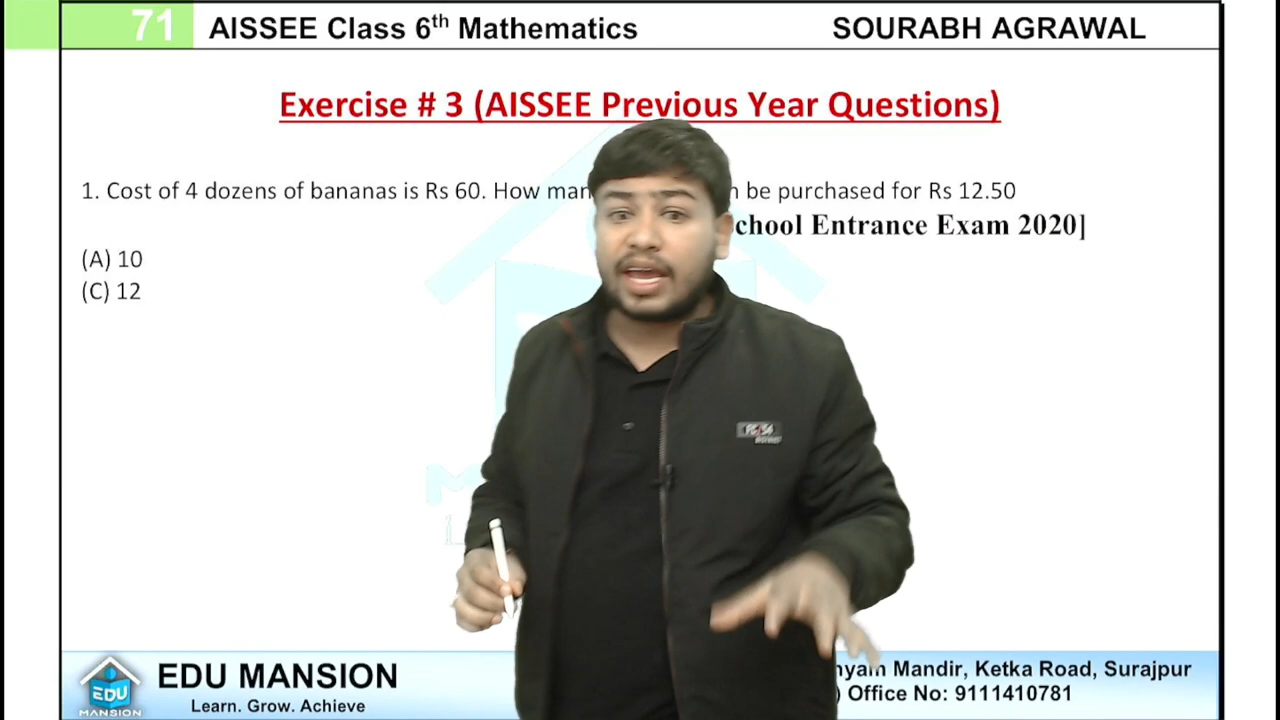 71 AISSEE Class 6th Mathematics SOURABH AGRAWAL
Exercise # 3 (AISSEE Previous Year Questions)
1. Cost of 4 dozens of bananas is Rs 60. How be purchased for Rs 12.50
Entrance Exam 2020]
(A) 10
(C) 12
EDU MANSION
Learn. Grow. Achieve
EDU
MANSION
Mandir, Ketka Road, Surajpur
Office No: 9111410781